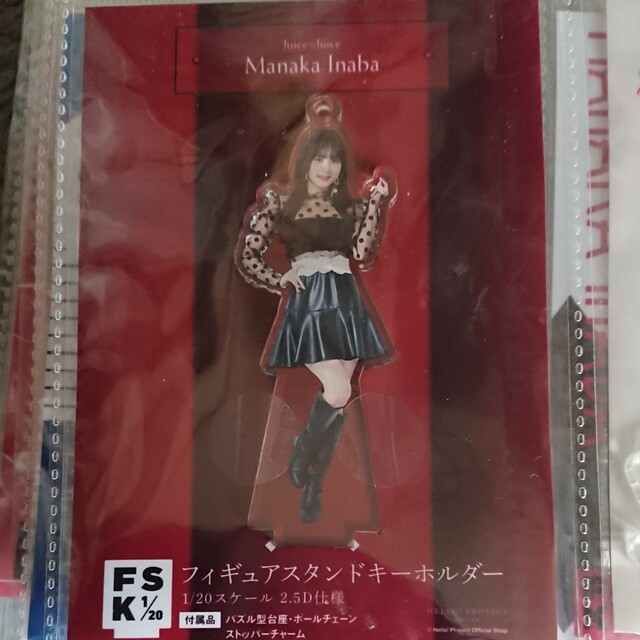 Juice=Juice
Manaka Inaba
FS
K 1/20
フィギュアスタンドキーホルダー
1/20スケール 2.5D仕様
付属品 パズル型台座・ボールチェーン
ストッパーチャーム
HELLO! PROJECT
© Hello! Project Official Shop